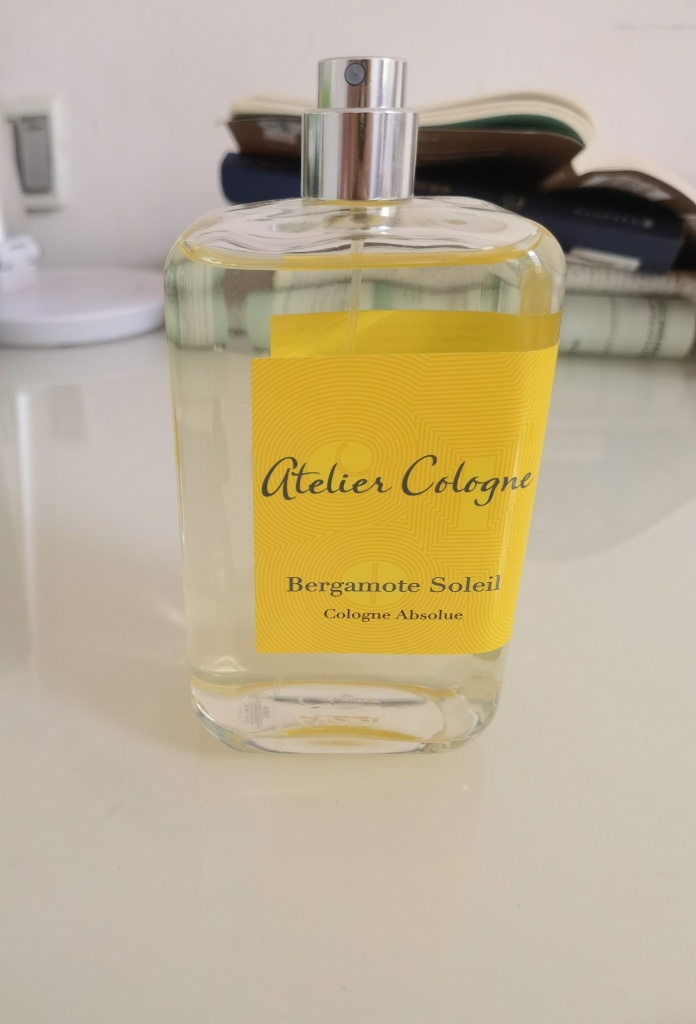 Atelier Cologne
Bergamote Soleil
Cologne Absolue